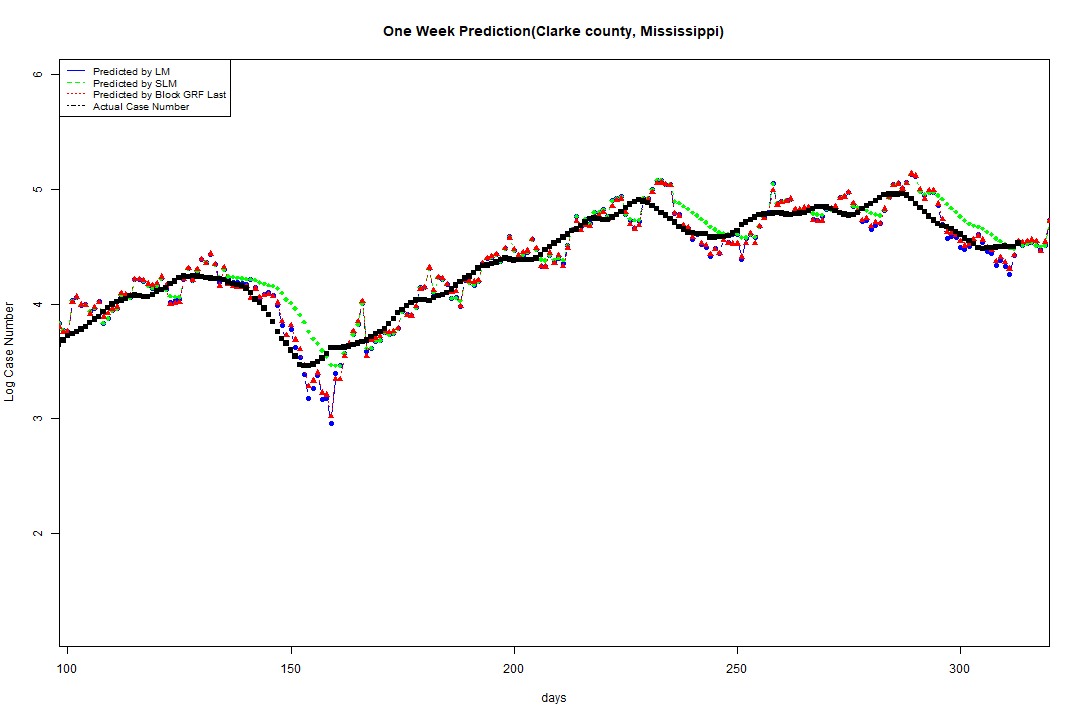 One Week Prediction(Clarke county, Mississippi)
Predicted by LM
Predicted by SLM
Predicted by Block GRF Last
Actual Case Number
6
5
4
3
2
Log Case Number
100 150 200 250 300
days